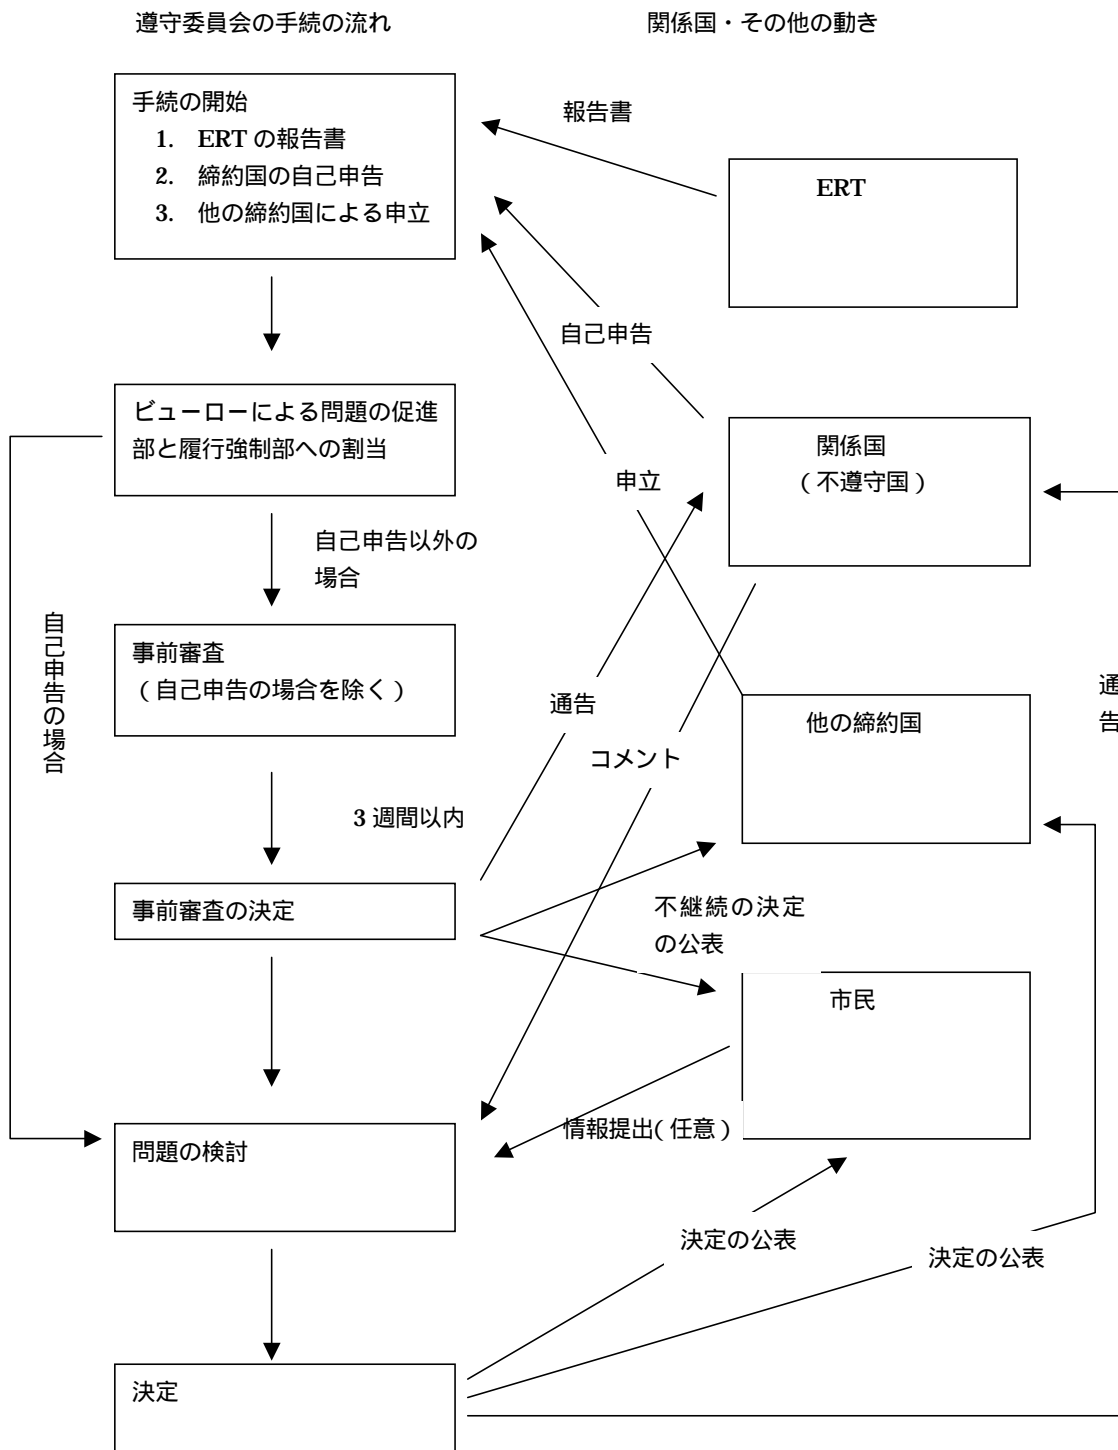 遵守委員会の手続の流れ
関係国・その他の動き
手続の開始
1. ERT の報告書
2. 締約国の自己申告
3. 他の締約国による申立
報告書
ERT
自己申告
ビューローによる問題の促進
部と履行強制部への割当
関係国
(不遵守国)
申立
自己申告以外の
場合
自己申告の場合
事前審査
(自己申告の場合を除く)
通告
コメント
他の締約国
通
告
3 週間以内
事前審査の決定
不継続の決定
の公表
市民
情報提出(任意)
問題の検討
決定の公表
決定の公表
決定